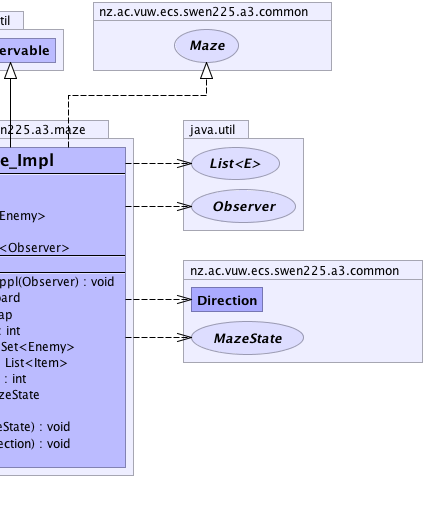 nz.ac.vuw.ecs.swen225.a3.common
Maze
til
ervable
en225.a3.maze
e_Impl
Enemy>
<Observer>
ppl(Observer) : void
oard
ap
: int
Set<Enemy>
List<Item>
) : int
zeState
eState) : void
ection) : void
java.util
List<E>
Observer
nz.ac.vuw.ecs.swen225.a3.common
Direction
MazeState